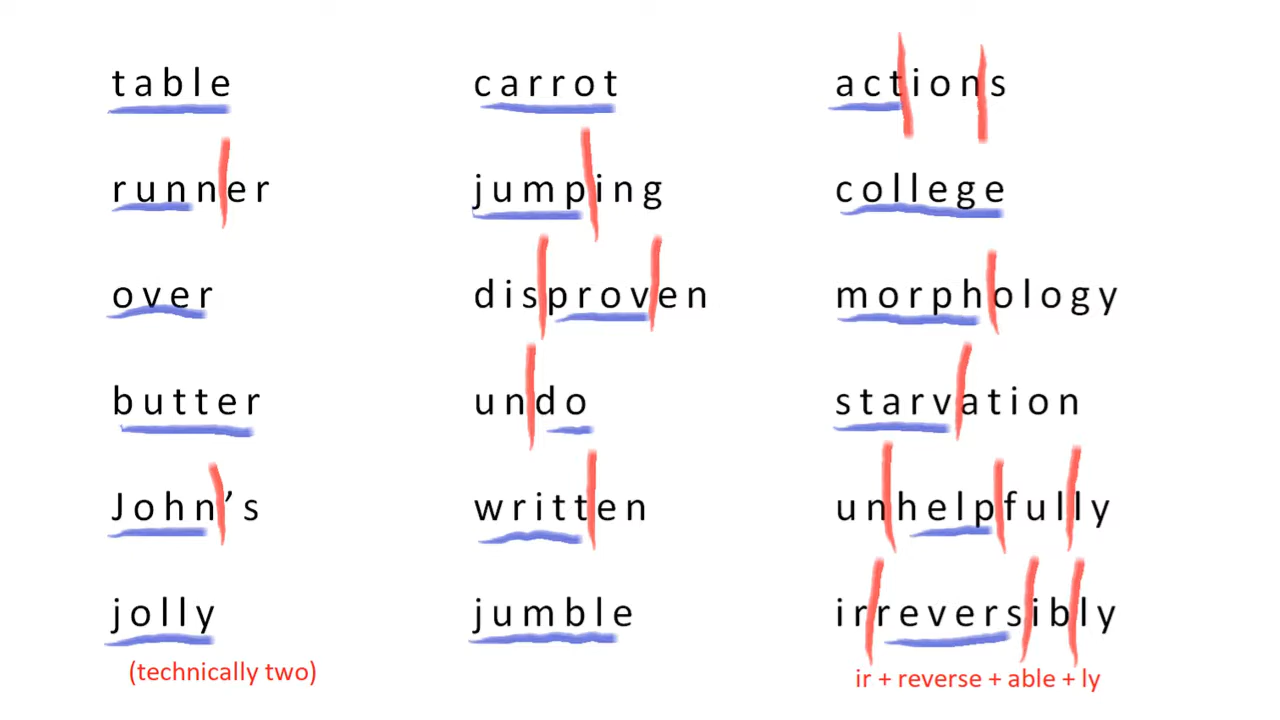 table carrot actions
runner jumping college
over disproven morphology
butter undo starvation
John’s written unhelpfully
jolly jumble irreversibly
(technically two) ir + reverse + able + ly